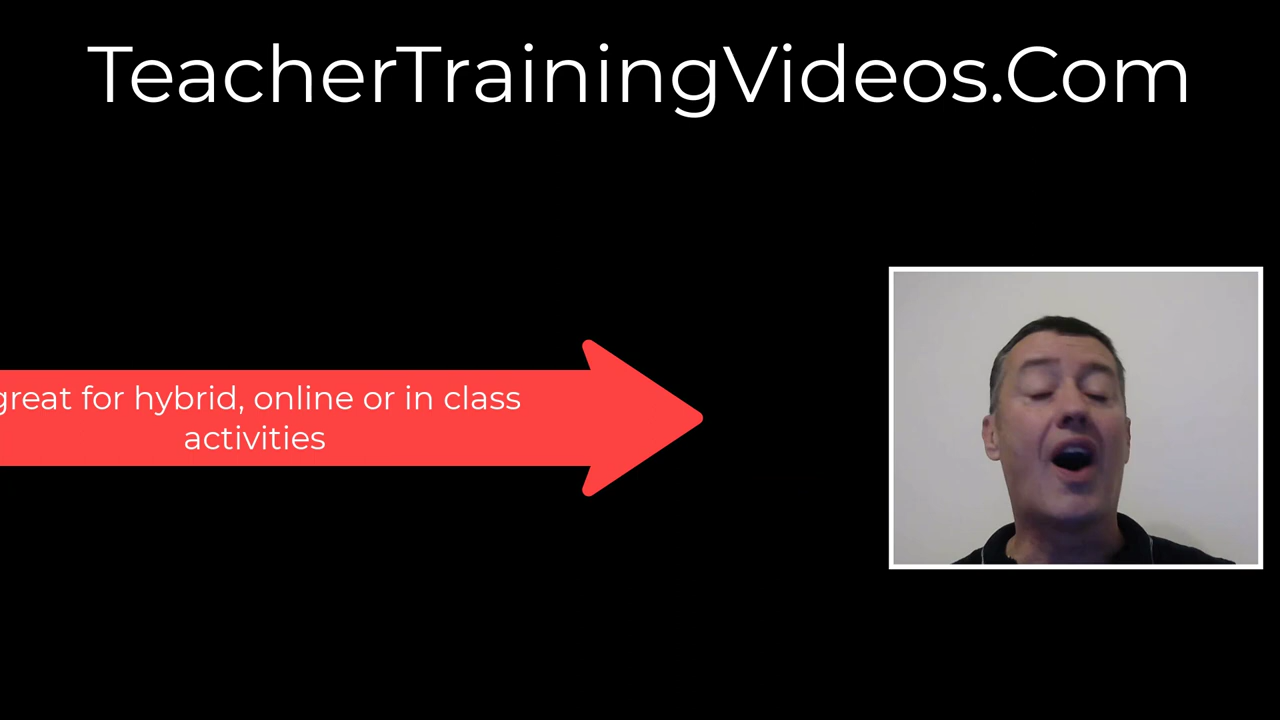 TeacherTrainingVideos.Com
great for hybrid, online or in class
activities